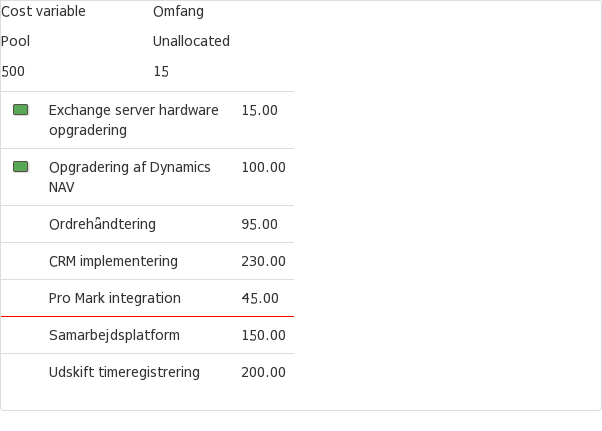 Cost variable Omfang
Pool Unallocated
500 15
Exchange server hardware 15.00
opgradering
Opgradering af Dynamics 100.00
NAV
Ordrehåndtering 95.00
CRM implementering 230.00
Pro Mark integration 45.00
Samarbejdsplatform 150.00
Udskift timeregistrering 200.00